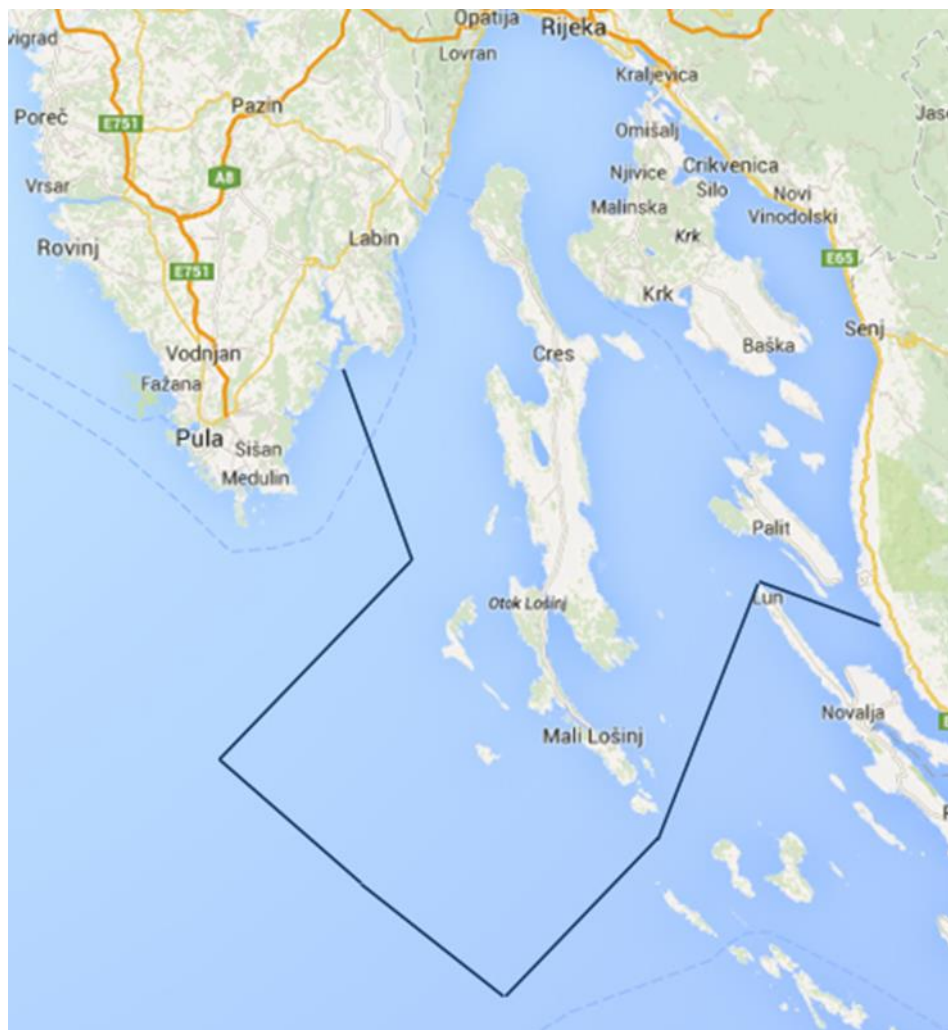 Opatija
Rijeka
vigrad
Lovran
Kraljevica
Pazin
Poreč
E751
Jase
Omišalj
Crikvenica
Njivice
A8
Silo
Novi
Vinodolski
Vrsar
Malinska
Krk
Rovinj
Labin
E65
E751
Krk
Senj
Vodnjan
Cres
Baška
Fažana
Pula
Šišan
Medulin
Palit
Otok Lošinj
Lun
Novalja
Mali Lošinj